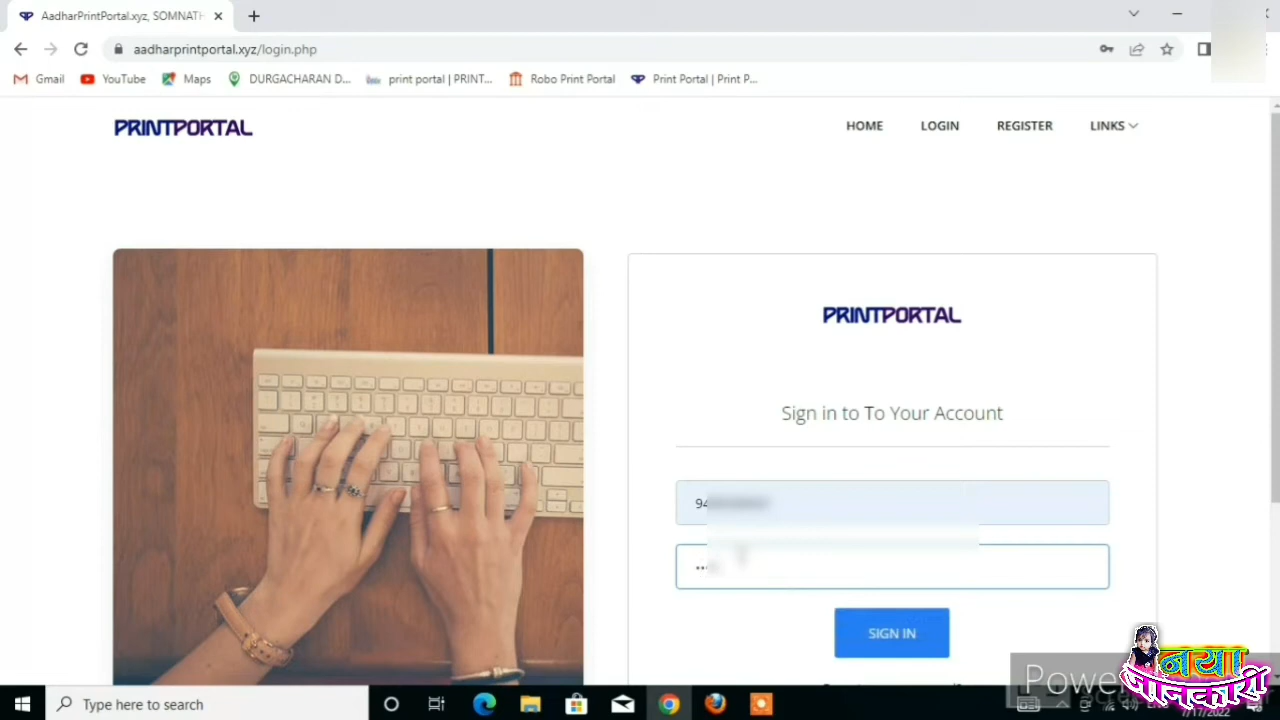 AadharPrintPortal.xyz, SOMNATH
aadharprintportal.xyz/login.php
Gmail
YouTube
Maps
DURGACHARAN D...
print portal | PRINT...
Robo Print Portal
Print Portal | Print P...
PRINTPORTAL
HOME
LOGIN
REGISTER
LINKS
PRINTPORTAL
Sign in to To Your Account
94
SIGN IN
नया
जानकारी
Type here to search